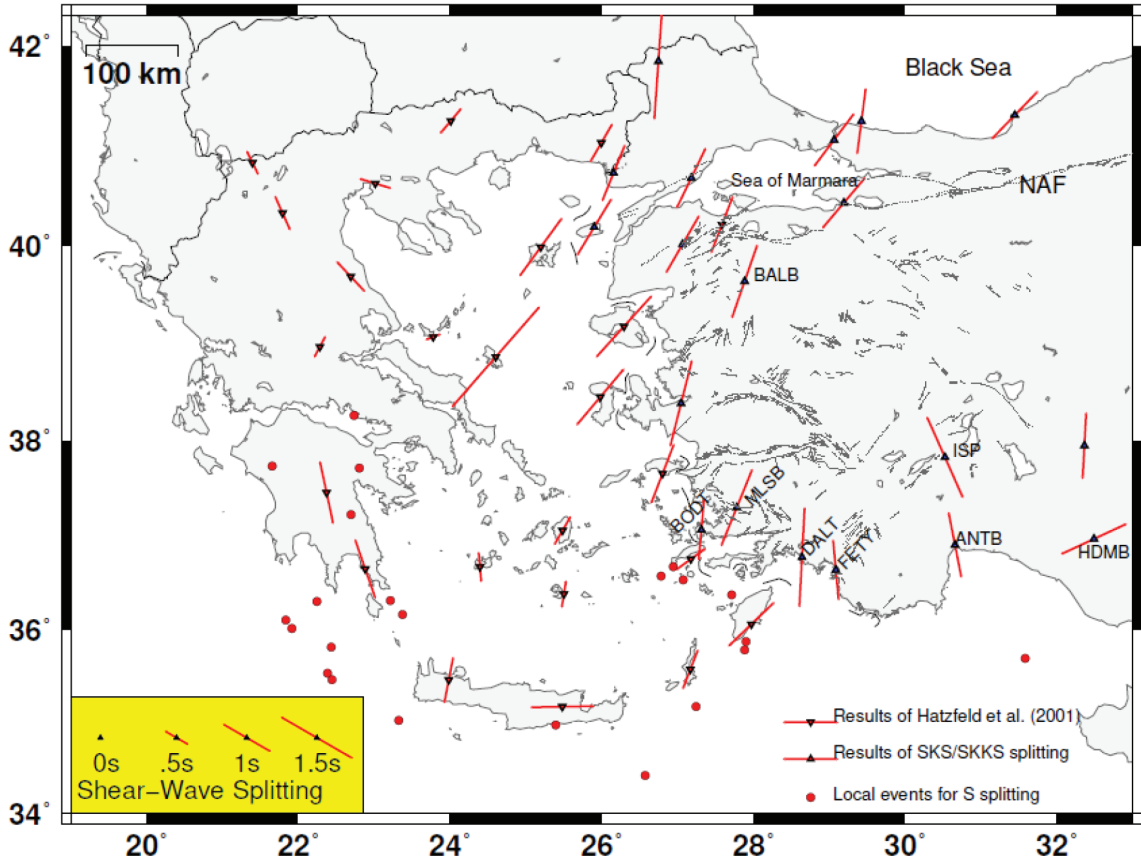 42°
40°
38°
36°
34°
100 km
Black Sea
Sea of Marmara
NAF
BALB
ISP
MLSB
BODT
DALT
FETY
ANTB
HDMB
Results of Hatzfeld et al. (2001)
Results of SKS/SKKS splitting
Local events for S splitting
0s .5s 1s 1.5s
Shear–Wave Splitting
20° 22° 24° 26° 28° 30° 32°